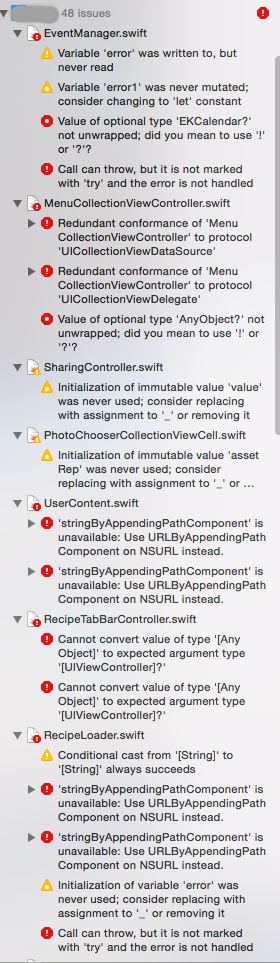 48 issues
EventManager.swift
Variable 'error' was written to, but
never read
Variable 'error1' was never mutated;
consider changing to 'let' constant
Value of optional type 'EKCalendar?'
not unwrapped; did you mean to use '!'
or '?'?
Call can throw, but it is not marked
with 'try' and the error is not handled
MenuCollectionViewController.swift
Redundant conformance of 'Menu
CollectionViewController' to protocol
'UICollectionViewDataSource'
Redundant conformance of 'Menu
CollectionViewController' to protocol
'UICollectionViewDelegate'
Value of optional type 'AnyObject?' not
unwrapped; did you mean to use '!' or
'?'?
SharingController.swift
Initialization of immutable value 'value'
was never used; consider replacing
with assignment to '_' or removing it
PhotoChooserCollectionViewCell.swift
Initialization of immutable value 'asset
Rep' was never used; consider
replacing with assignment to '_' or ...
UserContent.swift
'stringByAppendingPathComponent' is
unavailable: Use URLByAppendingPath
Component on NSURL instead.
'stringByAppendingPathComponent' is
unavailable: Use URLByAppendingPath
Component on NSURL instead.
RecipeTabBarController.swift
Cannot convert value of type '[Any
Object]' to expected argument type
'[UIViewController]?'
Cannot convert value of type '[Any
Object]' to expected argument type
'[UIViewController]?'
RecipeLoader.swift
Conditional cast from '[String]' to
'[String]' always succeeds
'stringByAppendingPathComponent' is
unavailable: Use URLByAppendingPath
Component on NSURL instead.
'stringByAppendingPathComponent' is
unavailable: Use URLByAppendingPath
Component on NSURL instead.
Initialization of variable 'error' was
never used; consider replacing with
assignment to '_' or removing it
Call can throw, but it is not marked
with 'try' and the error is not handled